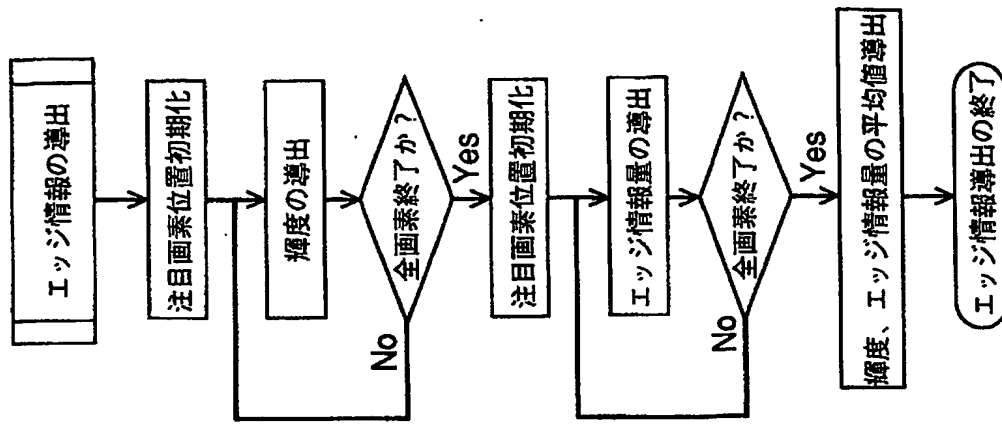 エッジ情報の導出
注目画素位置初期化
輝度の導出
全画素終了か?
No
Yes
注目画素位置初期化
エッジ情報量の導出
全画素終了か?
No
Yes
輝度、エッジ情報量の平均値導出
エッジ情報導出の終了